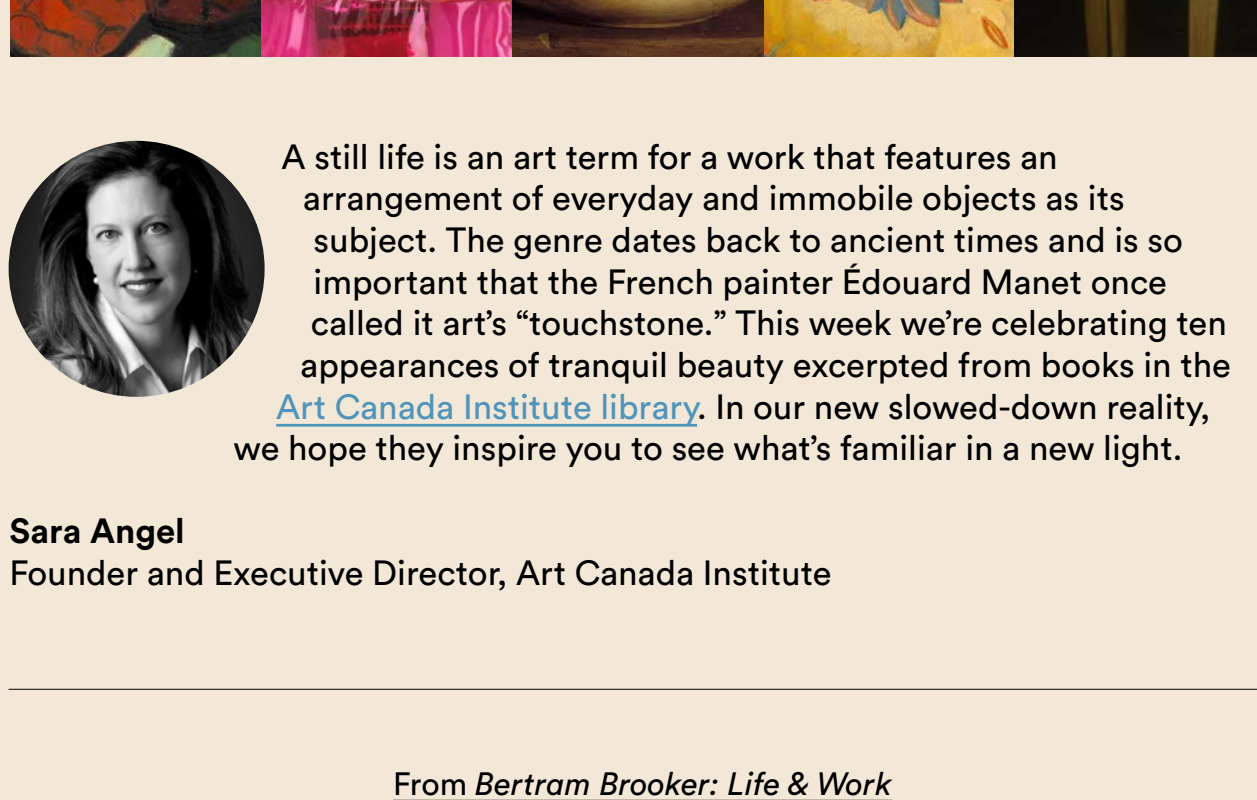 A still life is an art term for a work that features an
arrangement of everyday and immobile objects as its
subject. The genre dates back to ancient times and is so
important that the French painter Édouard Manet once
called it art’s “touchstone.” This week we’re celebrating ten
appearances of tranquil beauty excerpted from books in the
Art Canada Institute library. In our new slowed-down reality,
we hope they inspire you to see what’s familiar in a new light.
Sara Angel
Founder and Executive Director, Art Canada Institute
From Bertram Brooker: Life & Work